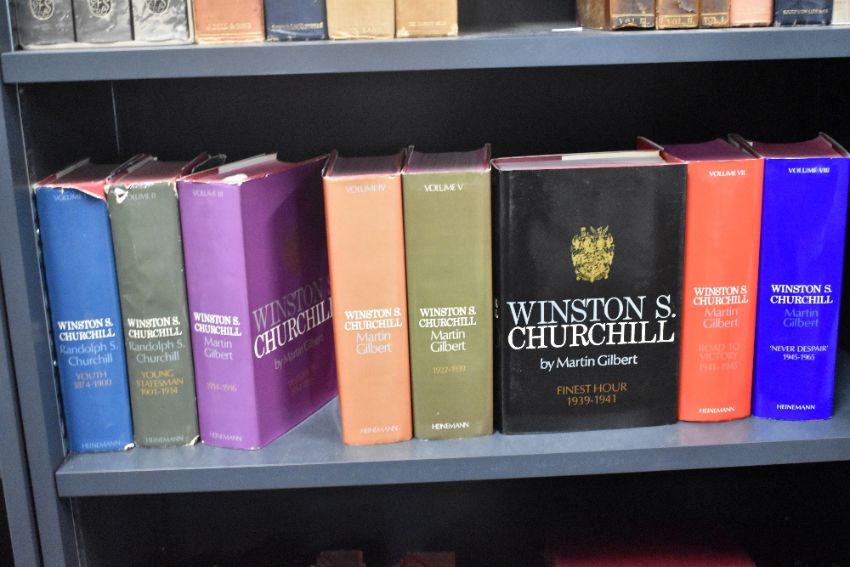 VOL. II.
VOLUME
WINSTON S.
CHURCHILL
Randolph S.
Churchill
YOUTH
1874-1900
HEINEMANN
VOLUME II
WINSTON S.
CHURCHILL
Randolph S.
Churchill
YOUNG
STATESMAN
1901-1914
HEINEMANN
VOLUME III
WINSTON S.
CHURCHILL
Martin
Gilbert
1914-1916
HEINEMANN
WINSTON S.
CHURCHILL
by Martin Gilbert
VOLUME IV
WINSTON S.
CHURCHILL
Martin
Gilbert
HEINEMANN
VOLUME V
WINSTON S.
CHURCHILL
Martin
Gilbert
1922-1939
HEINEMANN
WINSTON S.
CHURCHILL
by Martin Gilbert
FINEST HOUR
1939-1941
VOLUME VII
WINSTON S.
CHURCHILL
Martin
Gilbert
ROAD TO
VICTORY
1941-1945
HEINEMANN
VOLUME VIII
WINSTON S.
CHURCHILL
Martin
Gilbert
'NEVER DESPAIR'
1945-1965
HEINEMANN